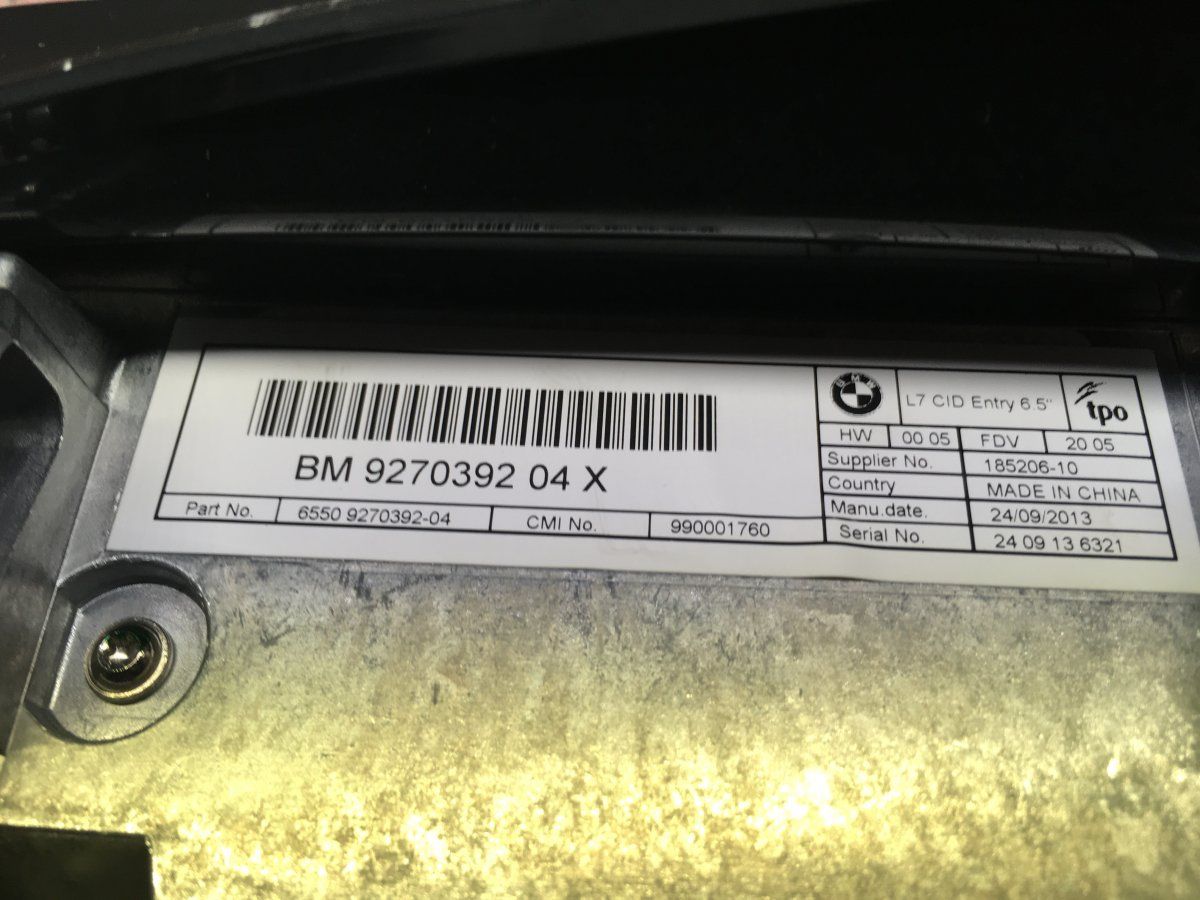 BMW
L7 CID Entry 6.5"
tpo
HW 00 05 FDV 20 05
Supplier No. 185206-10
Country MADE IN CHINA
Manu.date. 24/09/2013
Serial No. 24 09 13 6321
BM 9270392 04 X
Part No. 6550 9270392-04 CMI No. 990001760